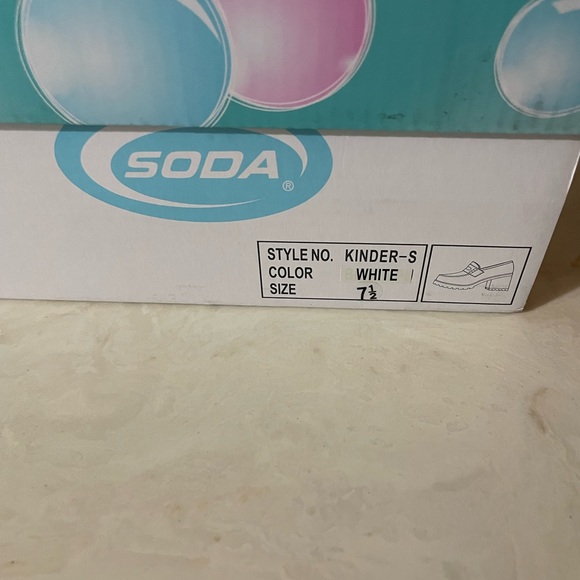 SODA®
STYLE NO. KINDER-S
COLOR WHITE
SIZE 7½